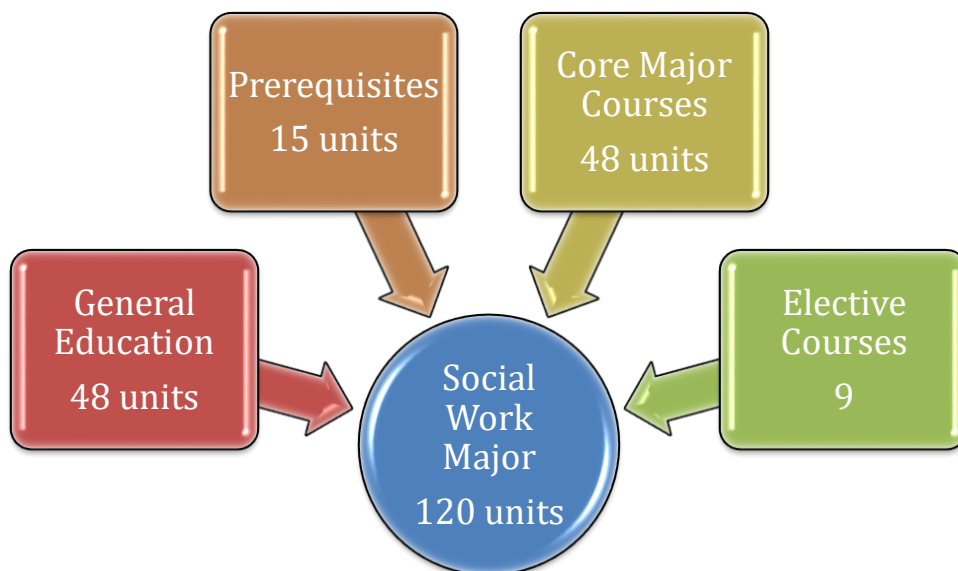 Prerequisites
15 units
Core Major
Courses
48 units
General
Education
48 units
Elective
Courses
9
Social
Work
Major
120 units